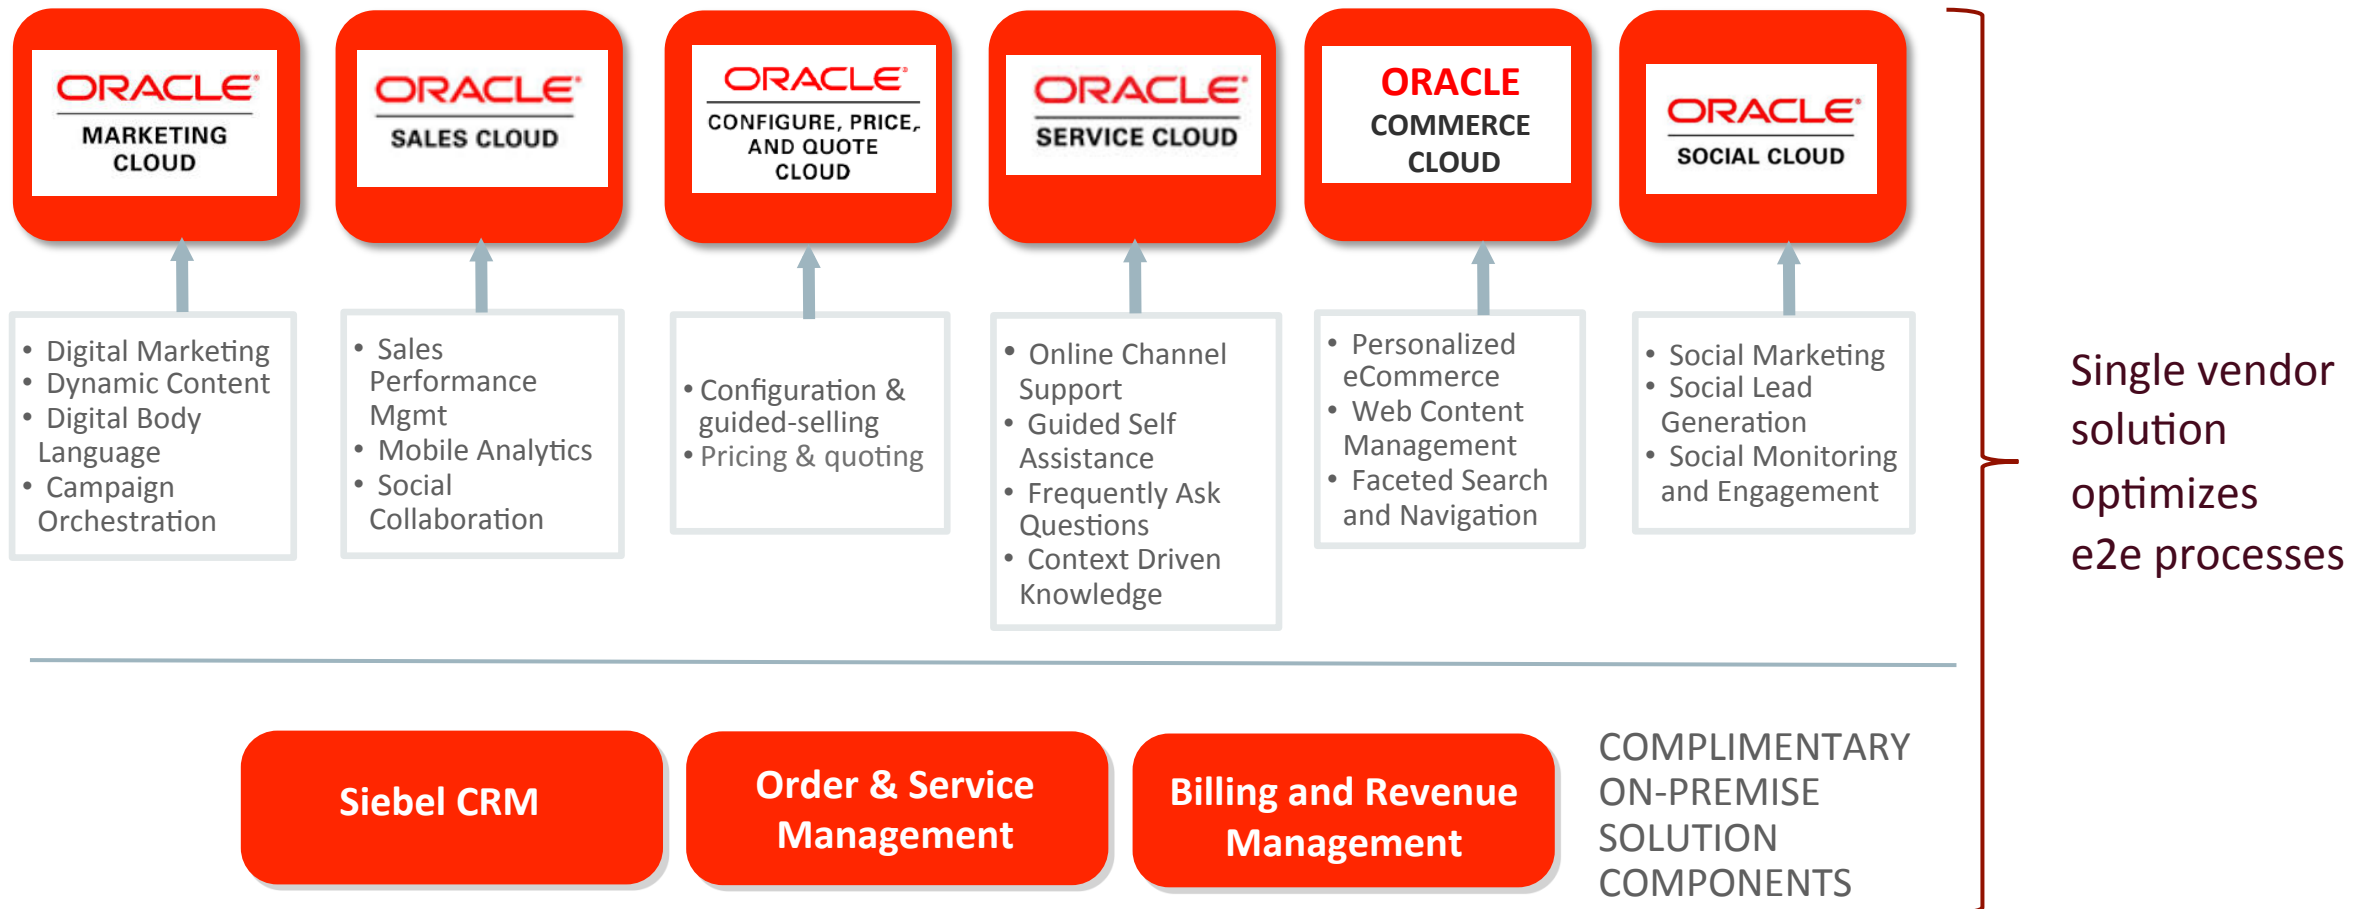 ORACLE®
MARKETING
CLOUD
ORACLE®
SALES CLOUD
ORACLE®
CONFIGURE, PRICE,
AND QUOTE
CLOUD
ORACLE®
SERVICE CLOUD
ORACLE
COMMERCE
CLOUD
ORACLE®
SOCIAL CLOUD
• Digital Marketing
• Dynamic Content
• Digital Body
Language
• Campaign
Orchestration
• Sales
Performance
Mgmt
• Mobile Analytics
• Social
Collaboration
• Configuration &
guided-selling
• Pricing & quoting
• Online Channel
Support
• Guided Self
Assistance
• Frequently Ask
Questions
• Context Driven
Knowledge
• Personalized
eCommerce
• Web Content
Management
• Faceted Search
and Navigation
• Social Marketing
• Social Lead
Generation
• Social Monitoring
and Engagement
Single vendor
solution
optimizes
e2e processes
Siebel CRM
Order & Service
Management
Billing and Revenue
Management
COMPLIMENTARY
ON-PREMISE
SOLUTION
COMPONENTS